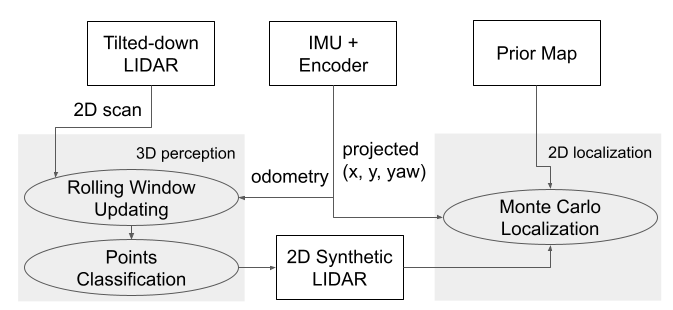 Tilted-down
LIDAR
IMU +
Encoder
Prior Map
2D scan
3D perception
projected
(x, y, yaw)
2D localization
odometry
Rolling Window
Updating
Monte Carlo
Localization
Points
Classification
2D Synthetic
LIDAR